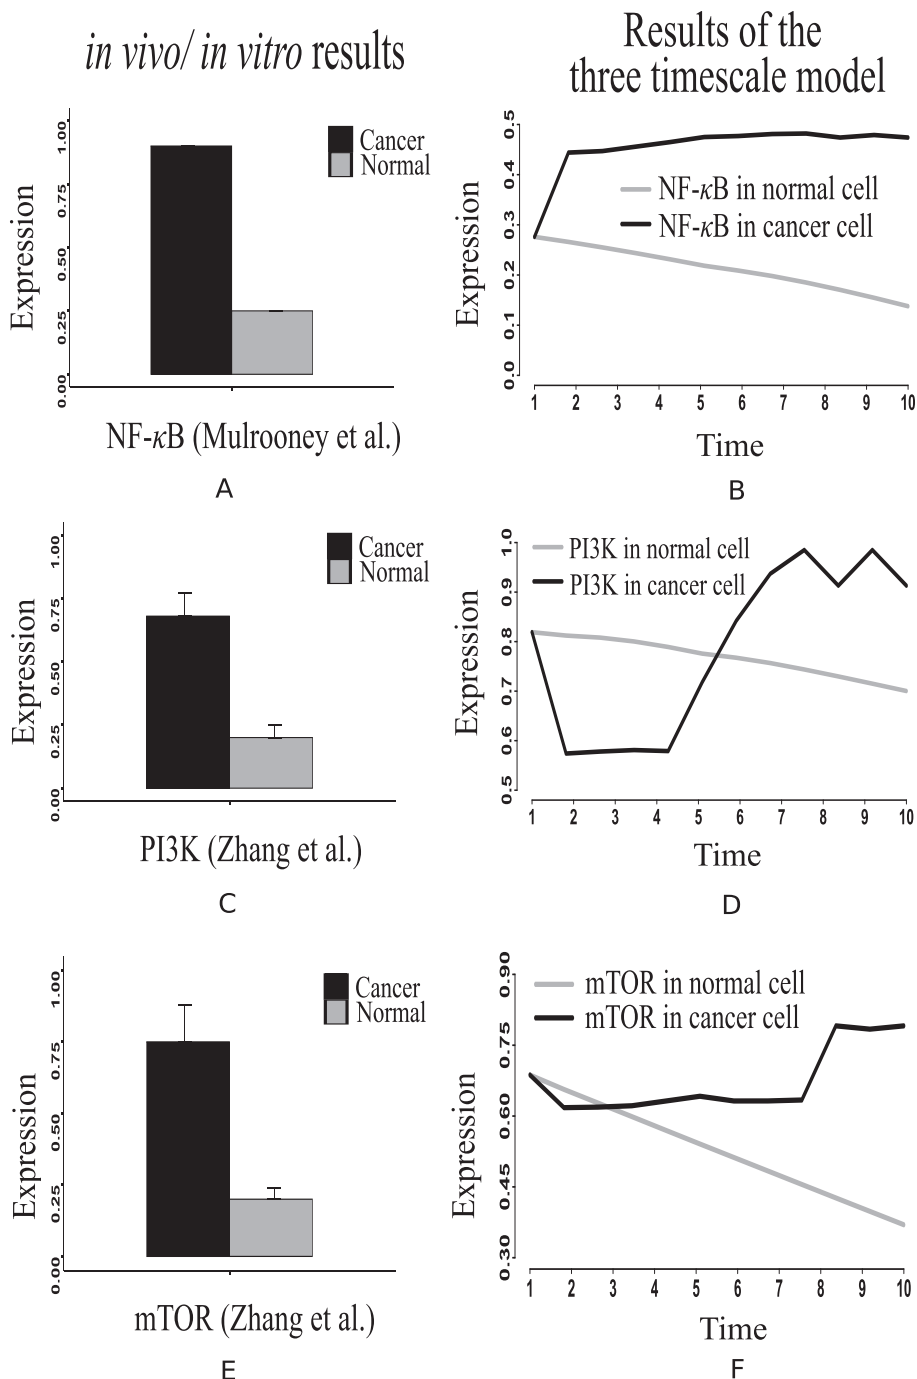 in vivo/ in vitro results
Results of the
three timescale model
Expression
0.00 0.25 0.50 0.75 1.00
Cancer
Normal
NF-κB (Mulrooney et al.)
A
Expression
0.0 0.1 0.2 0.3 0.4 0.5
NF-κB in normal cell
NF-κB in cancer cell
1 2 3 4 5 6 7 8 9 10
Time
B
Expression
0.00 0.25 0.50 0.75 1.00
Cancer
Normal
PI3K (Zhang et al.)
C
Expression
0.5 0.6 0.7 0.8 0.9 1.0
PI3K in normal cell
PI3K in cancer cell
1 2 3 4 5 6 7 8 9 10
Time
D
Expression
0.00 0.25 0.50 0.75 1.00
Cancer
Normal
mTOR (Zhang et al.)
E
Expression
0.30 0.45 0.60 0.75 0.90
mTOR in normal cell
mTOR in cancer cell
1 2 3 4 5 6 7 8 9 10
Time
F